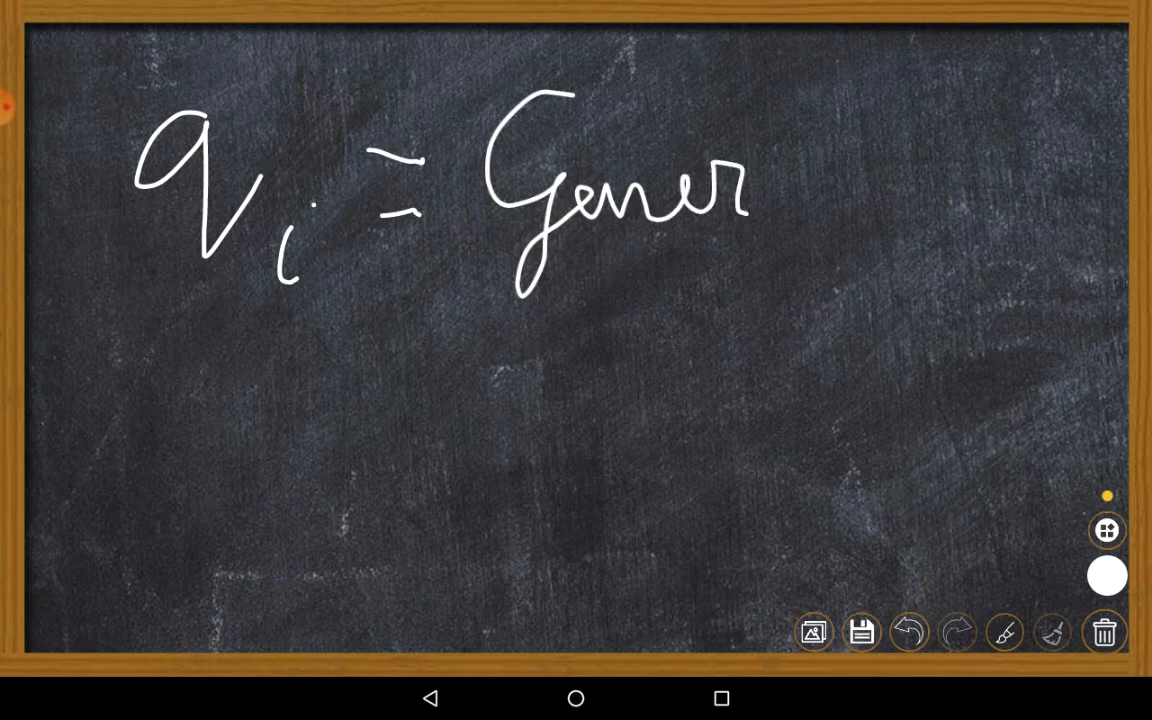 qi = Gener